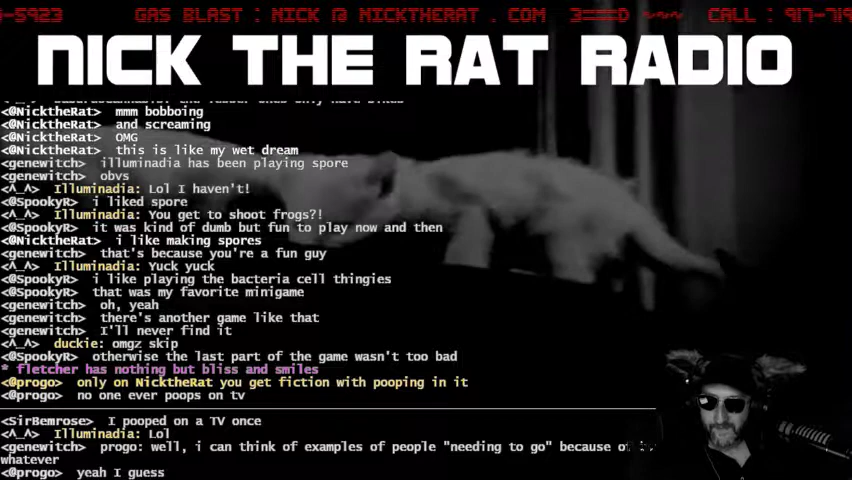 -5923 GAS BLAST : NICK @ NICKTHERAT . COM 3===D ~~~ CALL : 917-719
NICK THE RAT RADIO
<@NicktheRat> mmm bobboing
<@NicktheRat> and screaming
<@NicktheRat> OMG
<@NicktheRat> this is like my wet dream
<genewitch> illuminadia has been playing spore
<genewitch> obvs
<^_^> Illuminadia: Lol I haven't!
<@SpookyR> i liked spore
<^_^> Illuminadia: You get to shoot frogs?!
<@SpookyR> it was kind of dumb but fun to play now and then
<@NicktheRat> i like making spores
<genewitch> that's because you're a fun guy
<^_^> Illuminadia: Yuck yuck
<@SpookyR> i like playing the bacteria cell thingies
<@SpookyR> that was my favorite minigame
<genewitch> oh, yeah
<genewitch> there's another game like that
<genewitch> I'll never find it
<^_^> duckie: omgz skip
<@SpookyR> otherwise the last part of the game wasn't too bad
* fletcher has nothing but bliss and smiles
<@progo> only on NicktheRat you get fiction with pooping in it
<@progo> no one ever poops on tv
<SirBemrose> I pooped on a TV once
<^_^> Illuminadia: Lol
<genewitch> progo: well, i can think of examples of people "needing to go" because of
whatever
<@progo> yeah I guess